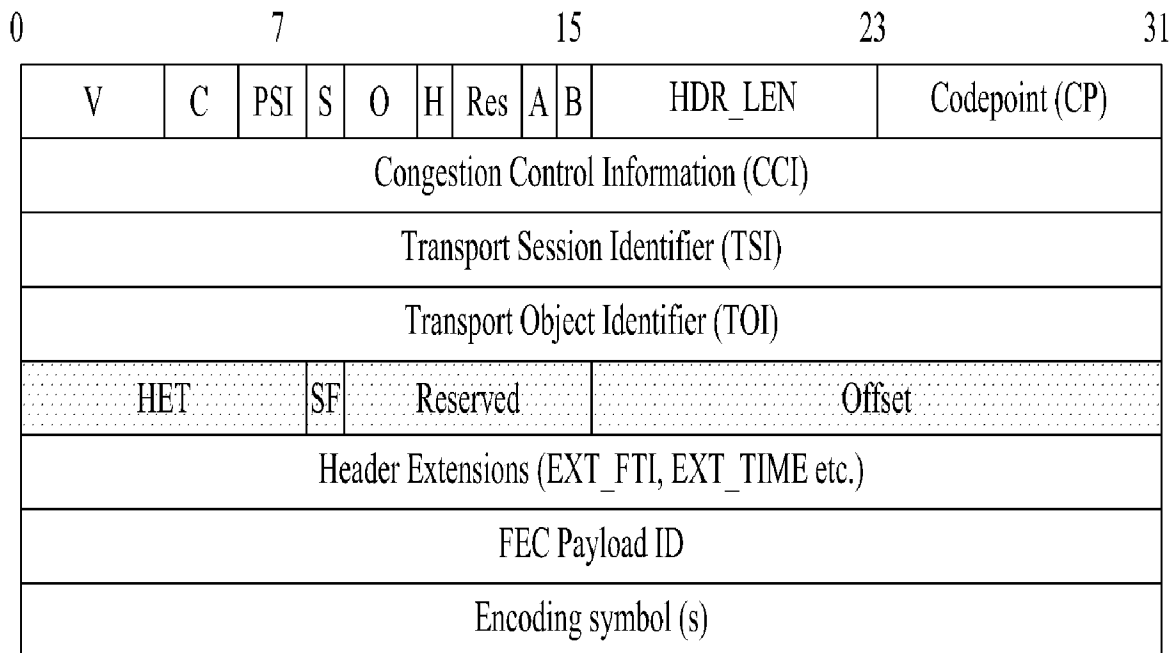 0 7 15 23 31
V C PSI S O H Res A B HDR_LEN Codepoint (CP)
Congestion Control Information (CCI)
Transport Session Identifier (TSI)
Transport Object Identifier (TOI)
HET SF Reserved Offset
Header Extensions (EXT_FTI, EXT_TIME etc.)
FEC Payload ID
Encoding symbol (s)